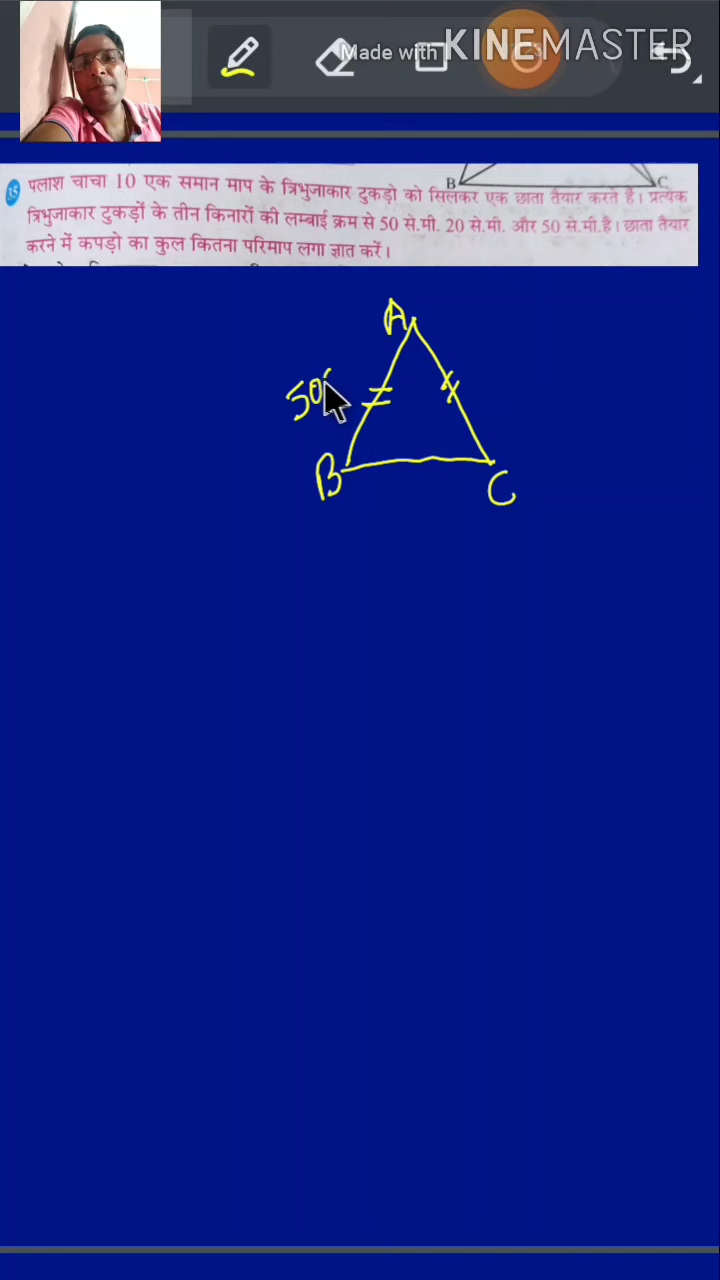 Made with KINEMASTER
B C
15 पलाश चाचा 10 एक समान माप के त्रिभुजाकार टुकड़ो को सिलकर एक छाता तैयार करते है। प्रत्येक
त्रिभुजाकार टुकड़ों के तीन किनारों की लम्बाई क्रम से 50 से.मी. 20 से.मी. और 50 से.मी.है। छाता तैयार
करने में कपड़ो का कुल कितना परिमाप लगा ज्ञात करें।
A
50
B
C